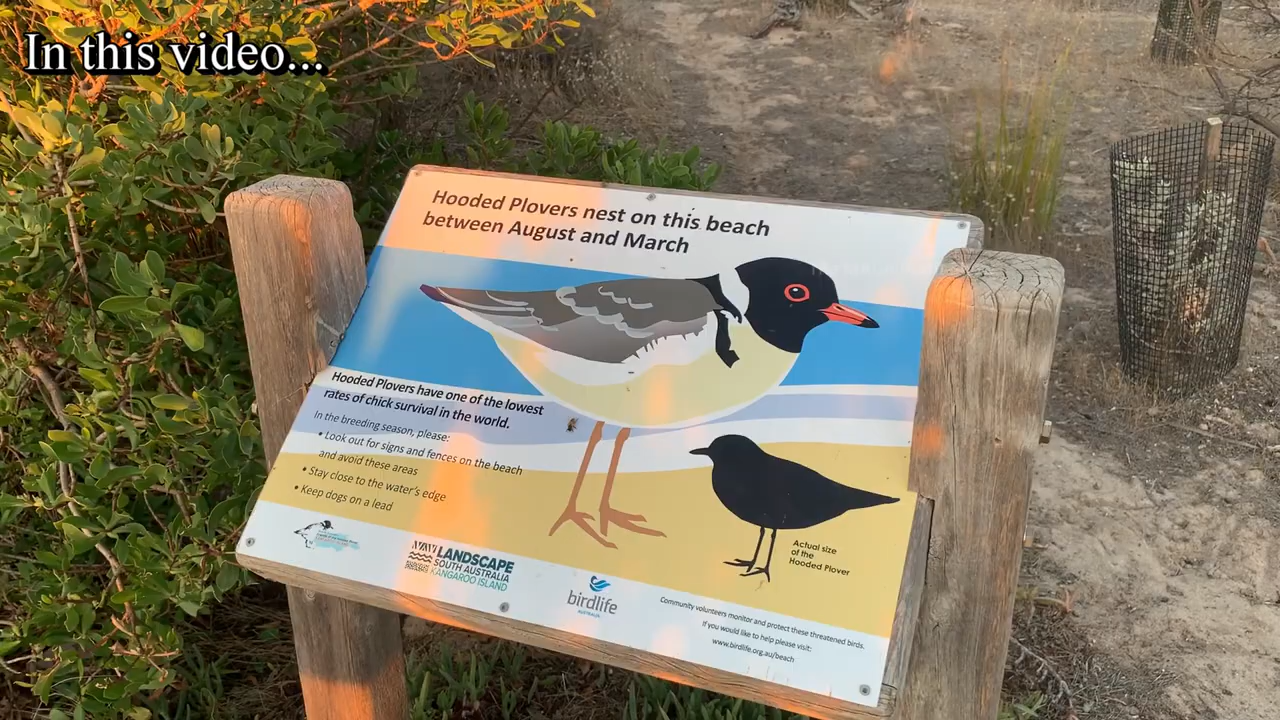 In this video...
Hooded Plovers nest on this beach
between August and March
Hooded Plovers have one of the lowest
rates of chick survival in the world.
In the breeding season, please:
• Look out for signs and fences on the beach
and avoid these areas
• Stay close to the water's edge
• Keep dogs on a lead
Actual size
of the
Hooded Plover
LANDSCAPE
SOUTH AUSTRALIA
KANGAROO ISLAND
birdlife
AUSTRALIA
Community volunteers monitor and protect these threatened birds.
If you would like to help please visit:
www.birdlife.org.au/beach